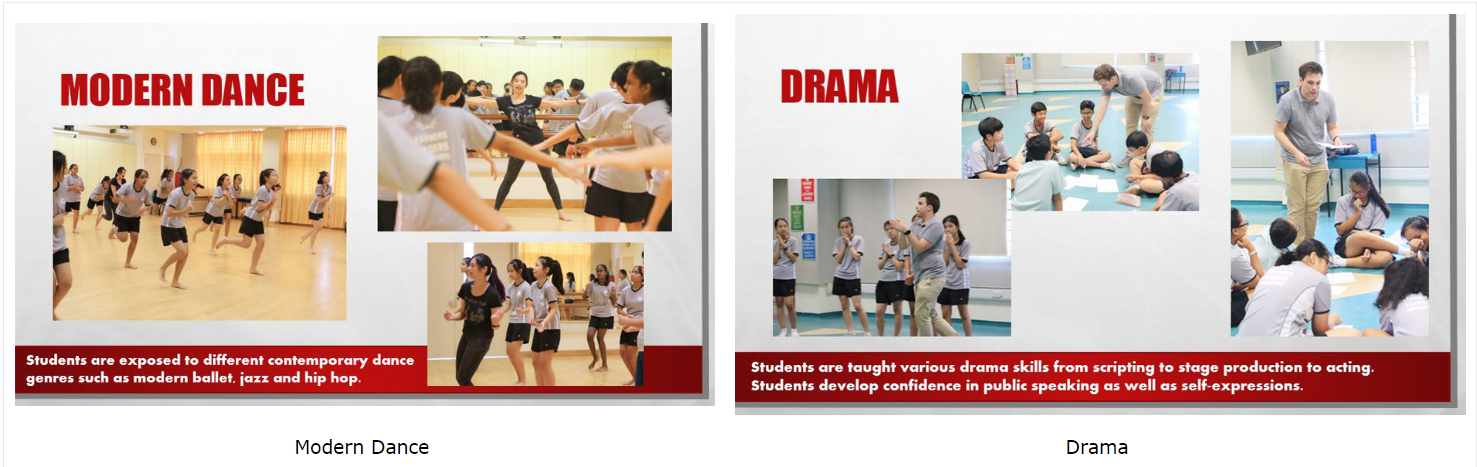 MODERN DANCE
Students are exposed to different contemporary dance
genres such as modern ballet, jazz and hip hop.
Modern Dance
DRAMA
Students are taught various drama skills from scripting to stage production to acting.
Students develop confidence in public speaking as well as self-expressions.
Drama